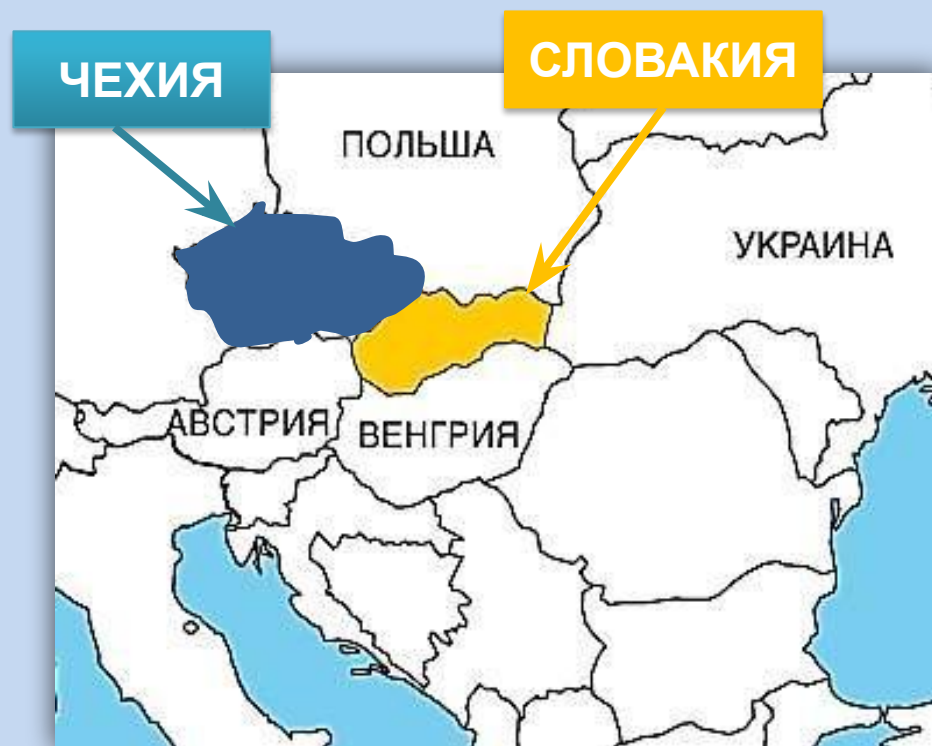 ЧЕХИЯ
СЛОВАКИЯ
ПОЛЬША
УКРАИНА
АВСТРИЯ
ВЕНГРИЯ